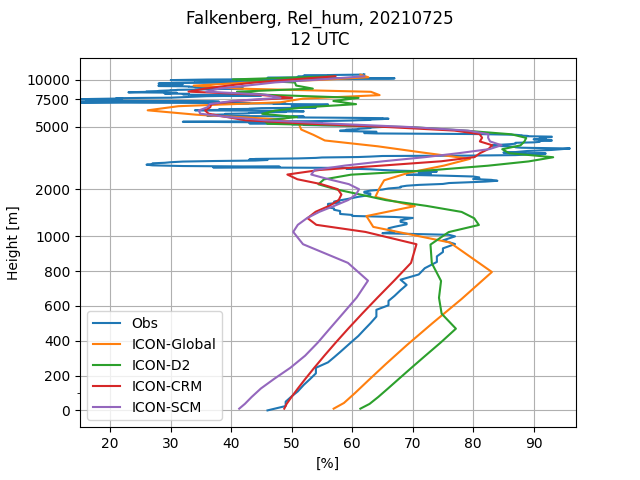 Falkenberg, Rel_hum, 20210725
12 UTC
10000
7500
5000
2000
1000
800
600
400
200
0
Height [m]
Obs
ICON-Global
ICON-D2
ICON-CRM
ICON-SCM
20 30 40 50 60 70 80 90
[%]